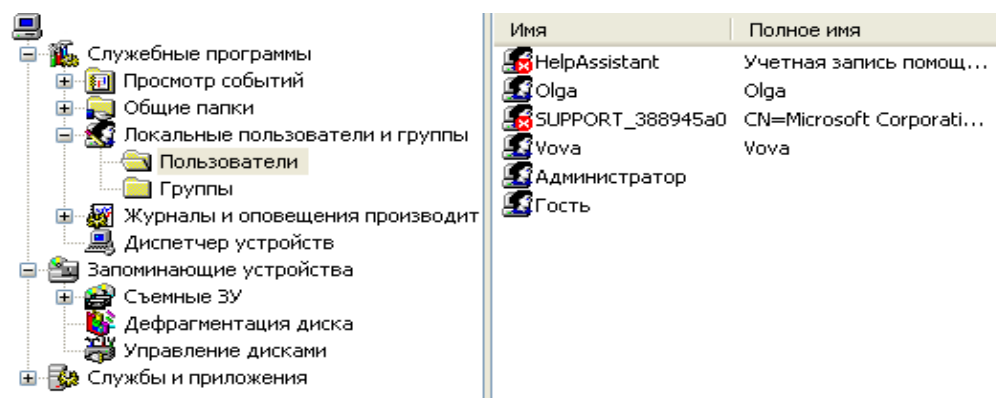 Служебные программы
Просмотр событий
Общие папки
Локальные пользователи и группы
Пользователи
Группы
Журналы и оповещения производит
Диспетчер устройств
Запоминающие устройства
Съемные ЗУ
Дефрагментация диска
Управление дисками
Службы и приложения
Имя Полное имя
HelpAssistant Учетная запись помощ...
Olga Olga
SUPPORT_388945a0 CN=Microsoft Corporati...
Vova Vova
Администратор
Гость